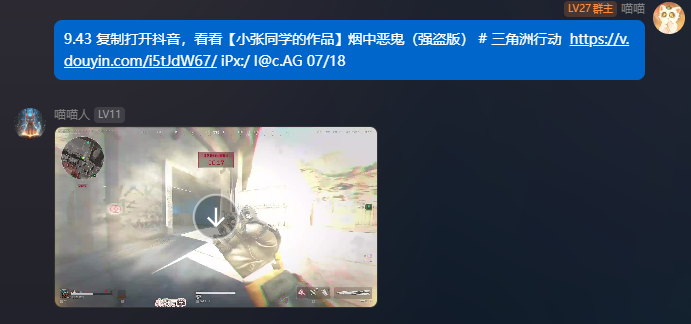 LV27 群主 喵喵
9.43 复制打开抖音，看看【小张同学的作品】烟中恶鬼（强盗版） # 三角洲行动 https://v.
douyin.com/i5tJdW67/ iPx:/ I@c.AG 07/18
喵喵人 LV11